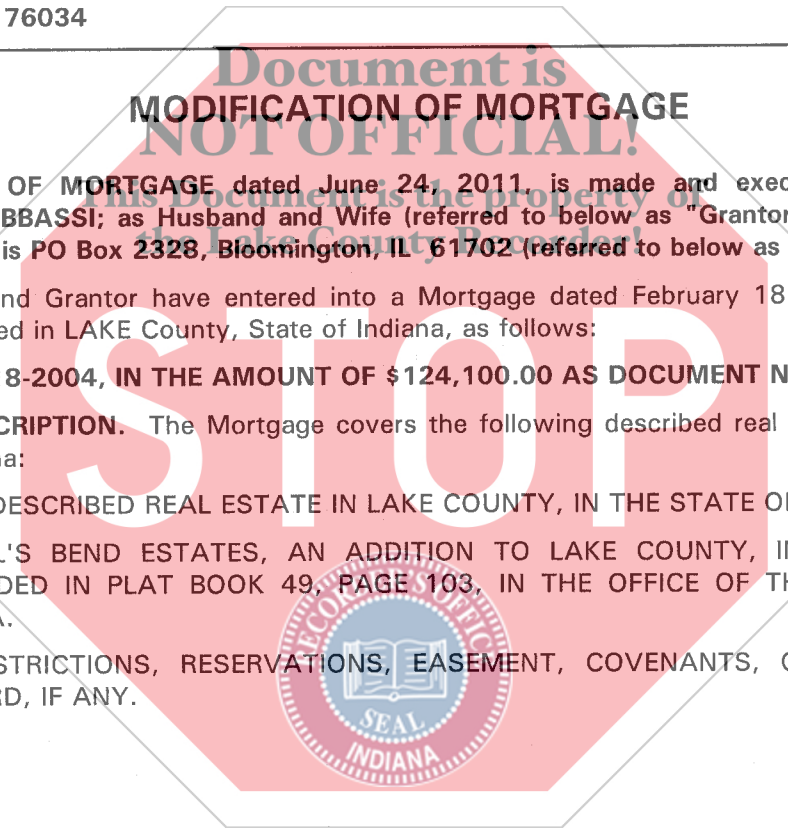 76034
Document is
MODIFICATION OF MORTGAGE
NOT OFFICIAL!
OF MORTGAGE dated June 24, 2011, is made and exec
This Document is the property of
BBASSI; as Husband and Wife (referred to below as "Grantor
the Lake County Recorder!
is PO Box 2328, Bloomington, IL 61702 (referred to below as
nd Grantor have entered into a Mortgage dated February 18
ed in LAKE County, State of Indiana, as follows:
8-2004, IN THE AMOUNT OF $124,100.00 AS DOCUMENT N
CRIPTION. The Mortgage covers the following described real
na:
STOP
DESCRIBED REAL ESTATE IN LAKE COUNTY, IN THE STATE O
L'S BEND ESTATES, AN ADDITION TO LAKE COUNTY, I
DED IN PLAT BOOK 49, PAGE 103, IN THE OFFICE OF TH
A.
STRICTIONS, RESERVATIONS, EASEMENT, COVENANTS, 
RD, IF ANY.
RECORDER'S OFFICE
SEAL
INDIANA